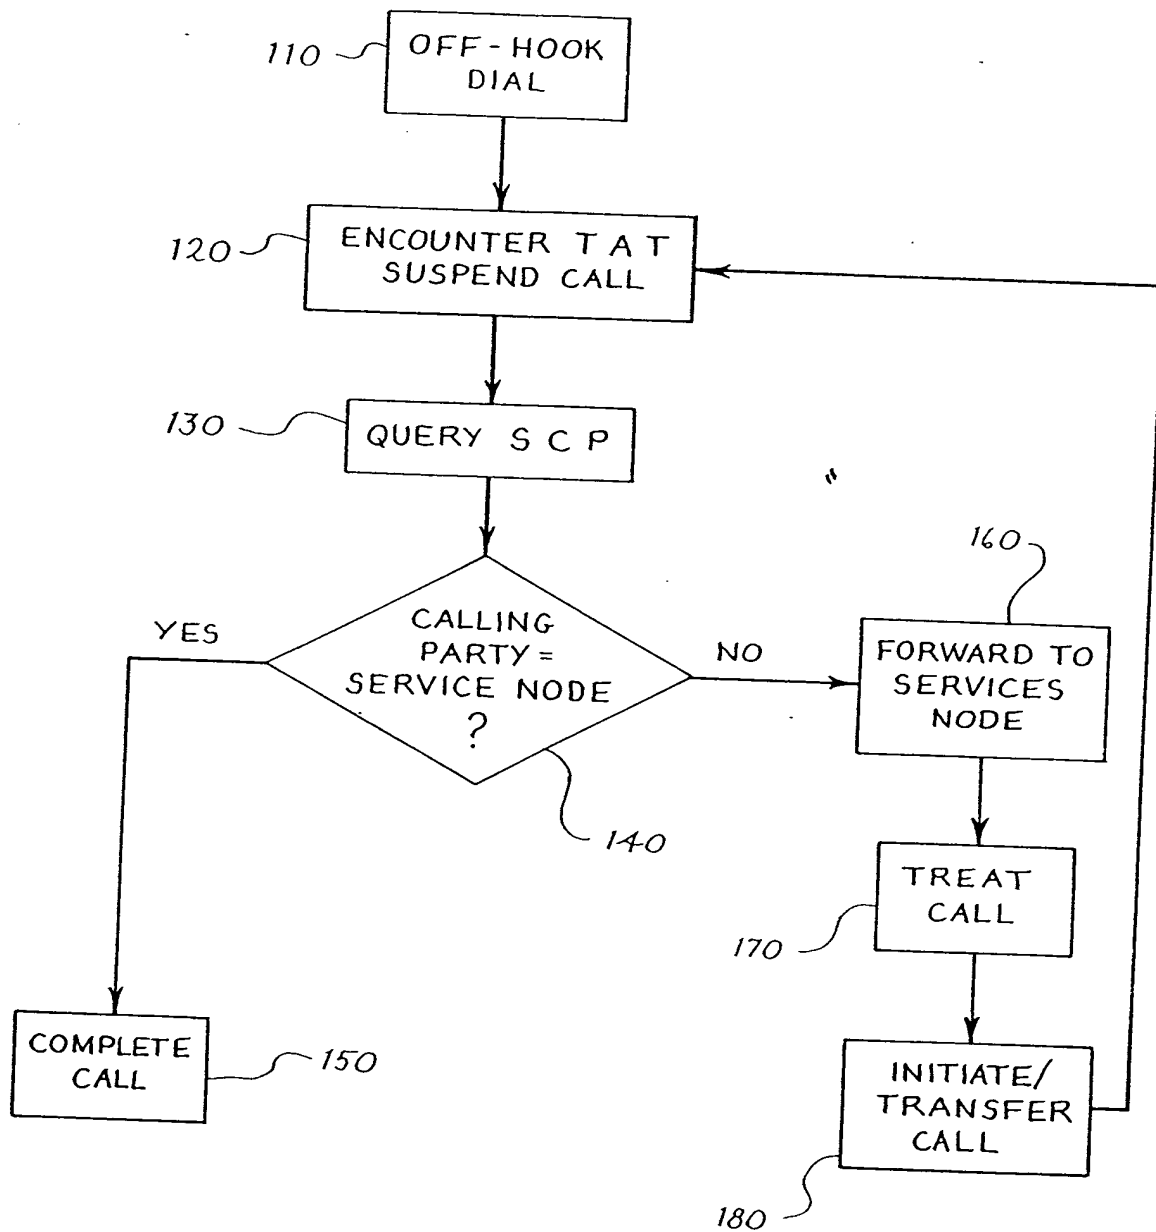 110
OFF-HOOK
DIAL
120
ENCOUNTER TAT
SUSPEND CALL
130
QUERY SCP
YES
CALLING
PARTY =
SERVICE NODE
?
NO
140
160
FORWARD TO
SERVICES
NODE
170
TREAT
CALL
COMPLETE
CALL
150
INITIATE/
TRANSFER
CALL
180